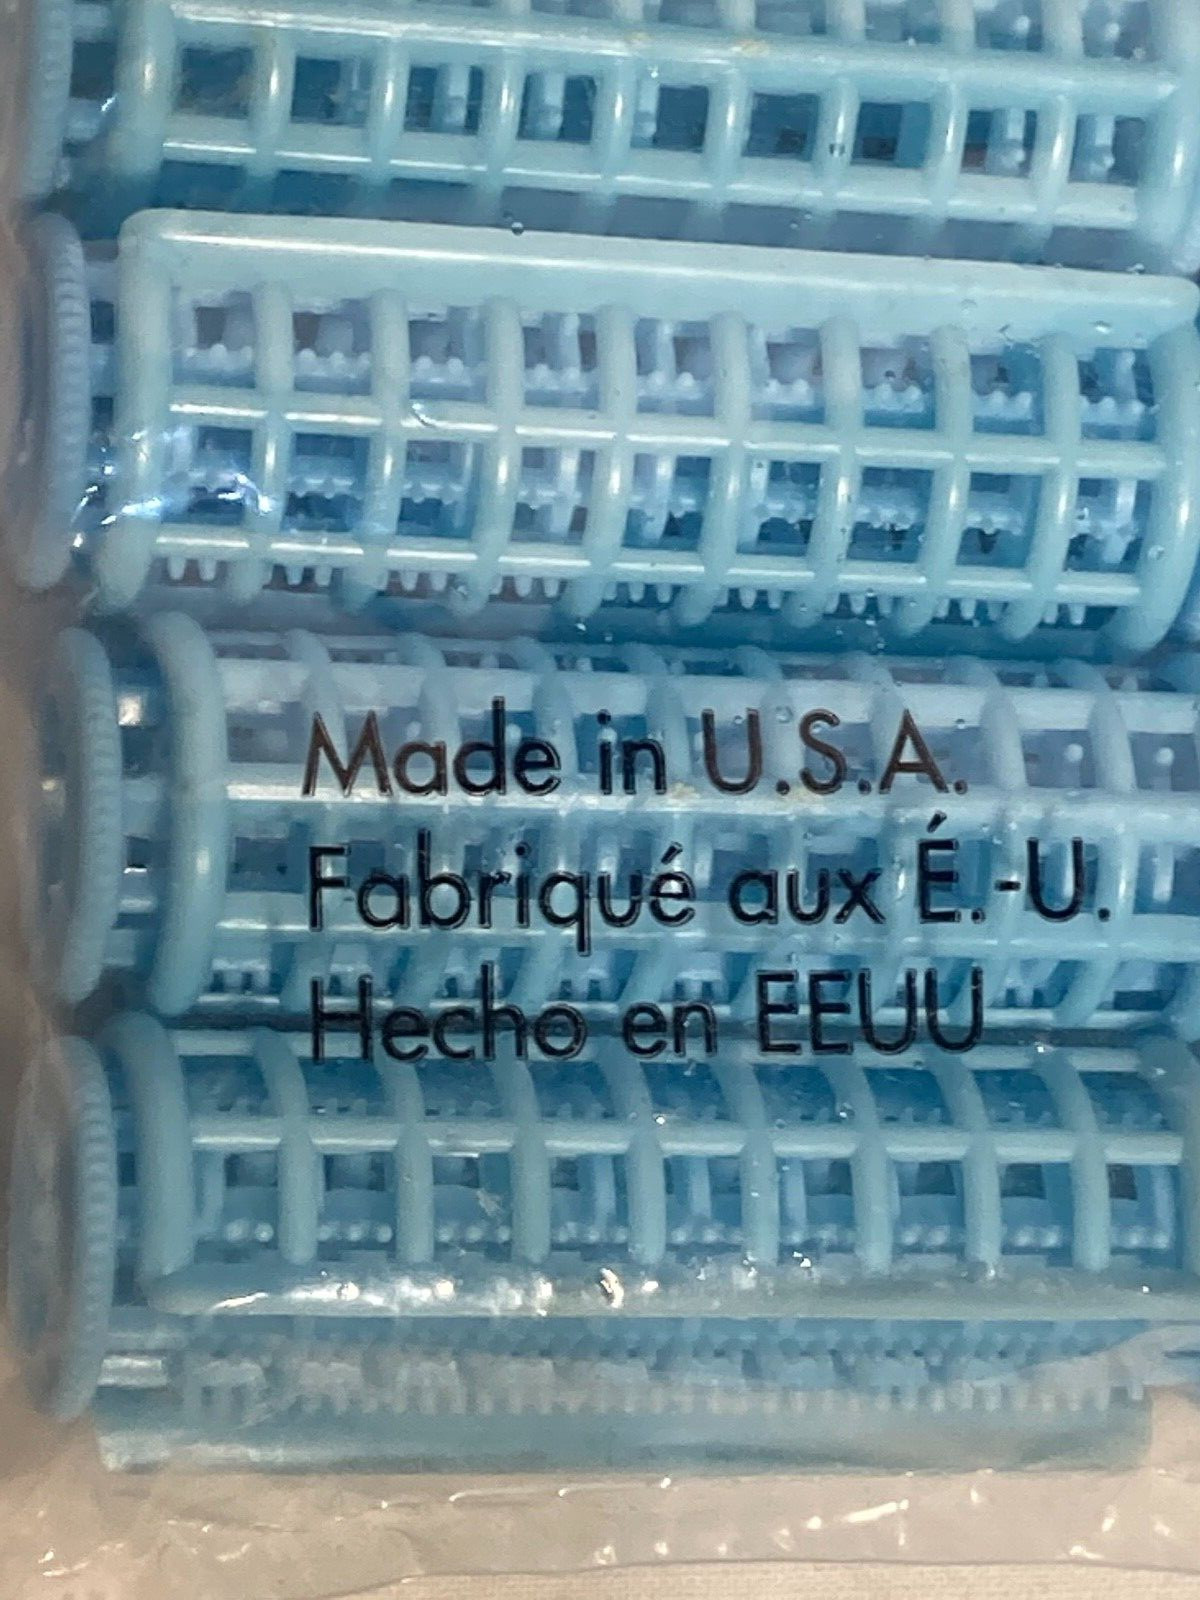 Made in U.S.A.
Fabriqué aux É.-U.
Hecho en EEUU